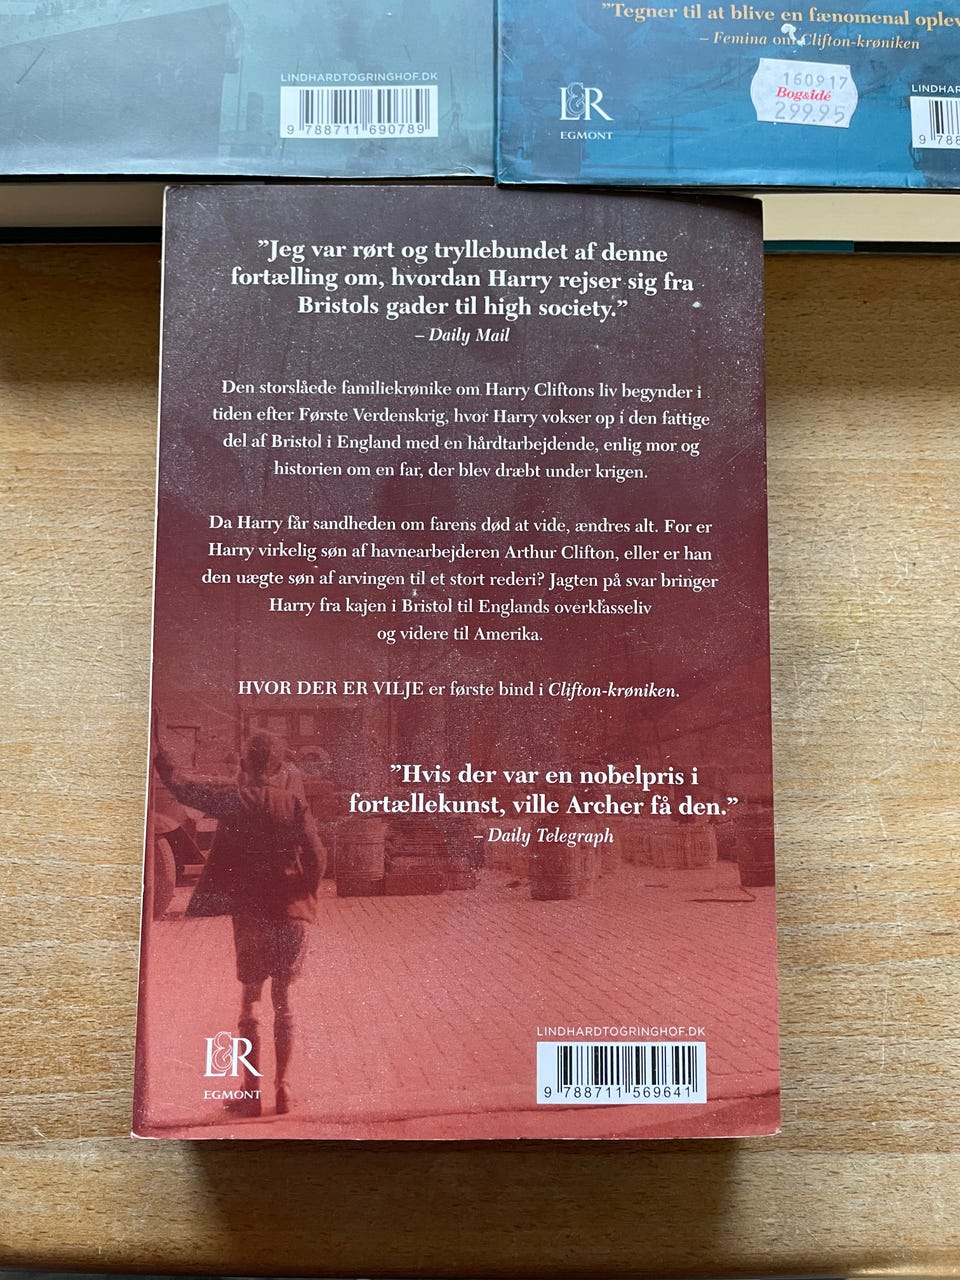 "Tegner til at blive en fænomenal
– Femina om Clifton-krøniken
LINDHARDTOGRINGHOF.DK
9 788711 690789
L&R
EGMONT
160917
Bog&idé
299.95
9 788
”Jeg var rørt og tryllebundet af denne
fortælling om, hvordan Harry rejser sig fra
Bristols gader til high society.”
– Daily Mail
Den storslåede familiekrønike om Harry Cliftons liv begynder i
tiden efter Første Verdenskrig, hvor Harry vokser op i den fattige
del af Bristol i England med en hårdtarbejdende, enlig mor og
historien om en far, der blev dræbt under krigen.
Da Harry får sandheden om farens død at vide, ændres alt. For er
Harry virkelig søn af havnearbejderen Arthur Clifton, eller er han
den uægte søn af arvingen til et stort rederi? Jagten på svar bringer
Harry fra kajen i Bristol til Englands overklasseliv
og videre til Amerika.
HVOR DER ER VILJE er første bind i Clifton-krøniken.
”Hvis der var en nobelpris i
fortællekunst, ville Archer få den.”
– Daily Telegraph
L&R
EGMONT
LINDHARDTOGRINGHOF.DK
9 788711 569641